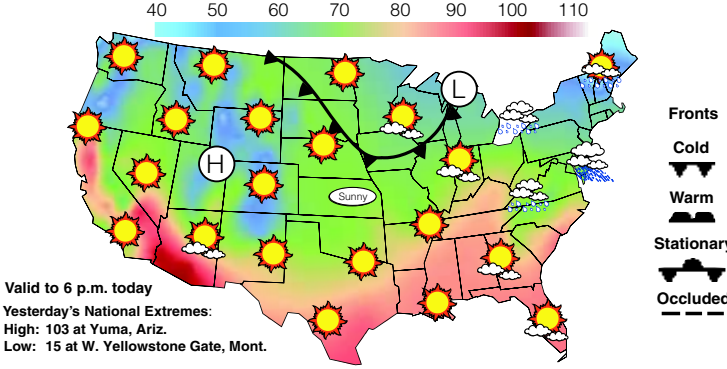 40 50 60 70 80 90 100 110
L
H
Sunny
Fronts
Cold
Warm
Stationary
Occluded
Valid to 6 p.m. today
Yesterday's National Extremes:
High: 103 at Yuma, Ariz.
Low: 15 at W. Yellowstone Gate, Mont.